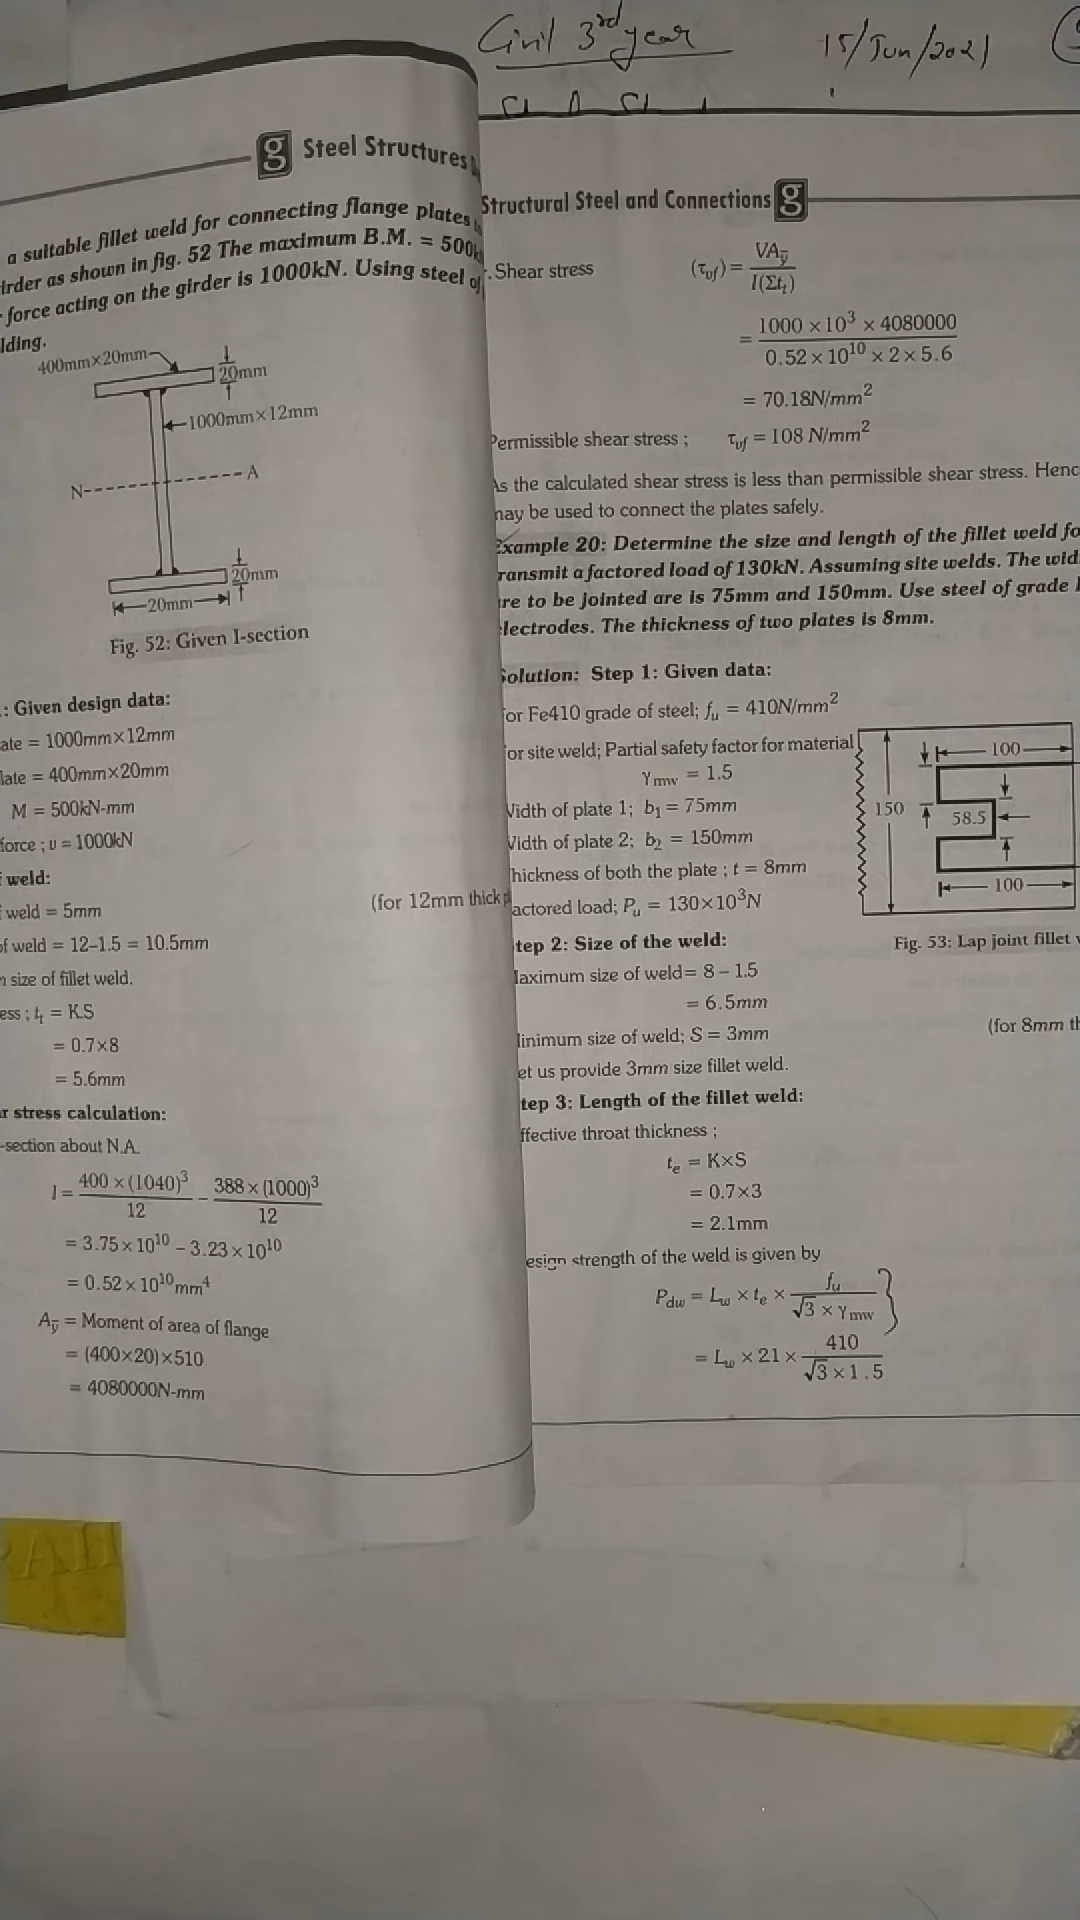 Civil 3rd year 15/Jun/2021
g Steel Structures
a suitable fillet weld for connecting flange plates
irder as shown in fig. 52 The maximum B.M. = 500k
force acting on the girder is 1000kN. Using steel of
lding.
400mm×20mm
20mm
1000mm×12mm
N A
20mm
20mm
Fig. 52: Given I-section
: Given design data:
ate = 1000mm×12mm
late = 400mm×20mm
M = 500kN-mm
force ; υ = 1000kN
weld:
weld = 5mm (for 12mm thick p
of weld = 12–1.5 = 10.5mm
size of fillet weld.
ess ; t₁ = K.S
= 0.7×8
= 5.6mm
r stress calculation:
-section about N.A.
I = 400 × (1040)³ / 12 – 388 × (1000)³ / 12
= 3.75 × 10¹⁰ – 3.23 × 10¹⁰
= 0.52 × 10¹⁰ mm⁴
Aȳ = Moment of area of flange
= (400×20)×510
= 4080000N-mm
Structural Steel and Connections g
Shear stress (τvf) = VAȳ / I(Σtₜ)
= 1000 × 10³ × 4080000 / 0.52 × 10¹⁰ × 2 × 5.6
= 70.18N/mm²
Permissible shear stress ; τvf = 108 N/mm²
As the calculated shear stress is less than permissible shear stress. Henc
may be used to connect the plates safely.
Example 20: Determine the size and length of the fillet weld fo
ransmit a factored load of 130kN. Assuming site welds. The wid
re to be jointed are is 75mm and 150mm. Use steel of grade
lectrodes. The thickness of two plates is 8mm.
Solution: Step 1: Given data:
for Fe410 grade of steel; fu = 410N/mm²
or site weld; Partial safety factor for material
γmw = 1.5
Width of plate 1; b₁ = 75mm
Width of plate 2; b₂ = 150mm
hickness of both the plate ; t = 8mm
actored load; Pu = 130×10³N
100
150
58.5
100
Fig. 53: Lap joint fillet
tep 2: Size of the weld:
Maximum size of weld= 8 – 1.5
= 6.5mm
Minimum size of weld; S = 3mm (for 8mm th
et us provide 3mm size fillet weld.
tep 3: Length of the fillet weld:
ffective throat thickness ;
te = K×S
= 0.7×3
= 2.1mm
esign strength of the weld is given by
Pdw = Lw × te × fu / √3 × γmw
= Lw × 21 × 410 / √3 × 1.5